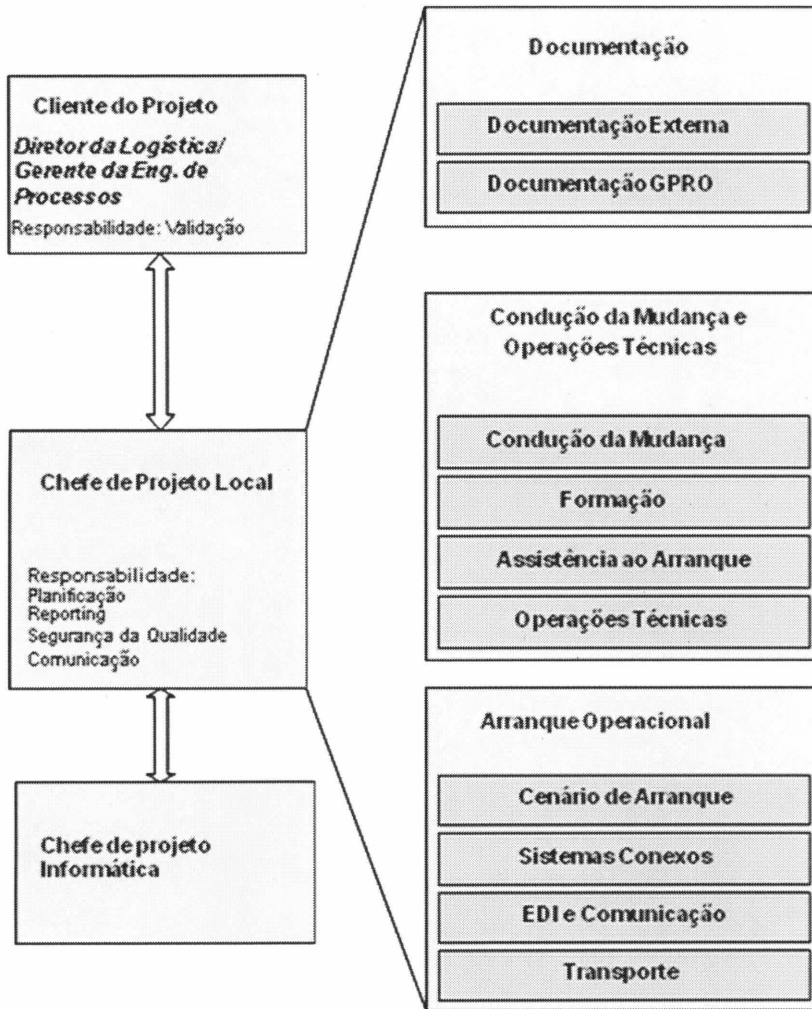 Cliente do Projeto
Diretor da Logística/
Gerente da Eng. de
Processos
Responsabilidade: Validação
Chefe de Projeto Local
Responsabilidade:
Planificação
Reporting
Segurança da Qualidade
Comunicação
Chefe de projeto
Informática
Documentação
Documentação Externa
Documentação GPRO
Condução da Mudança e
Operações Técnicas
Condução da Mudança
Formação
Assistência ao Arranque
Operações Técnicas
Arranque Operacional
Cenário de Arranque
Sistemas Conexos
EDI e Comunicação
Transporte